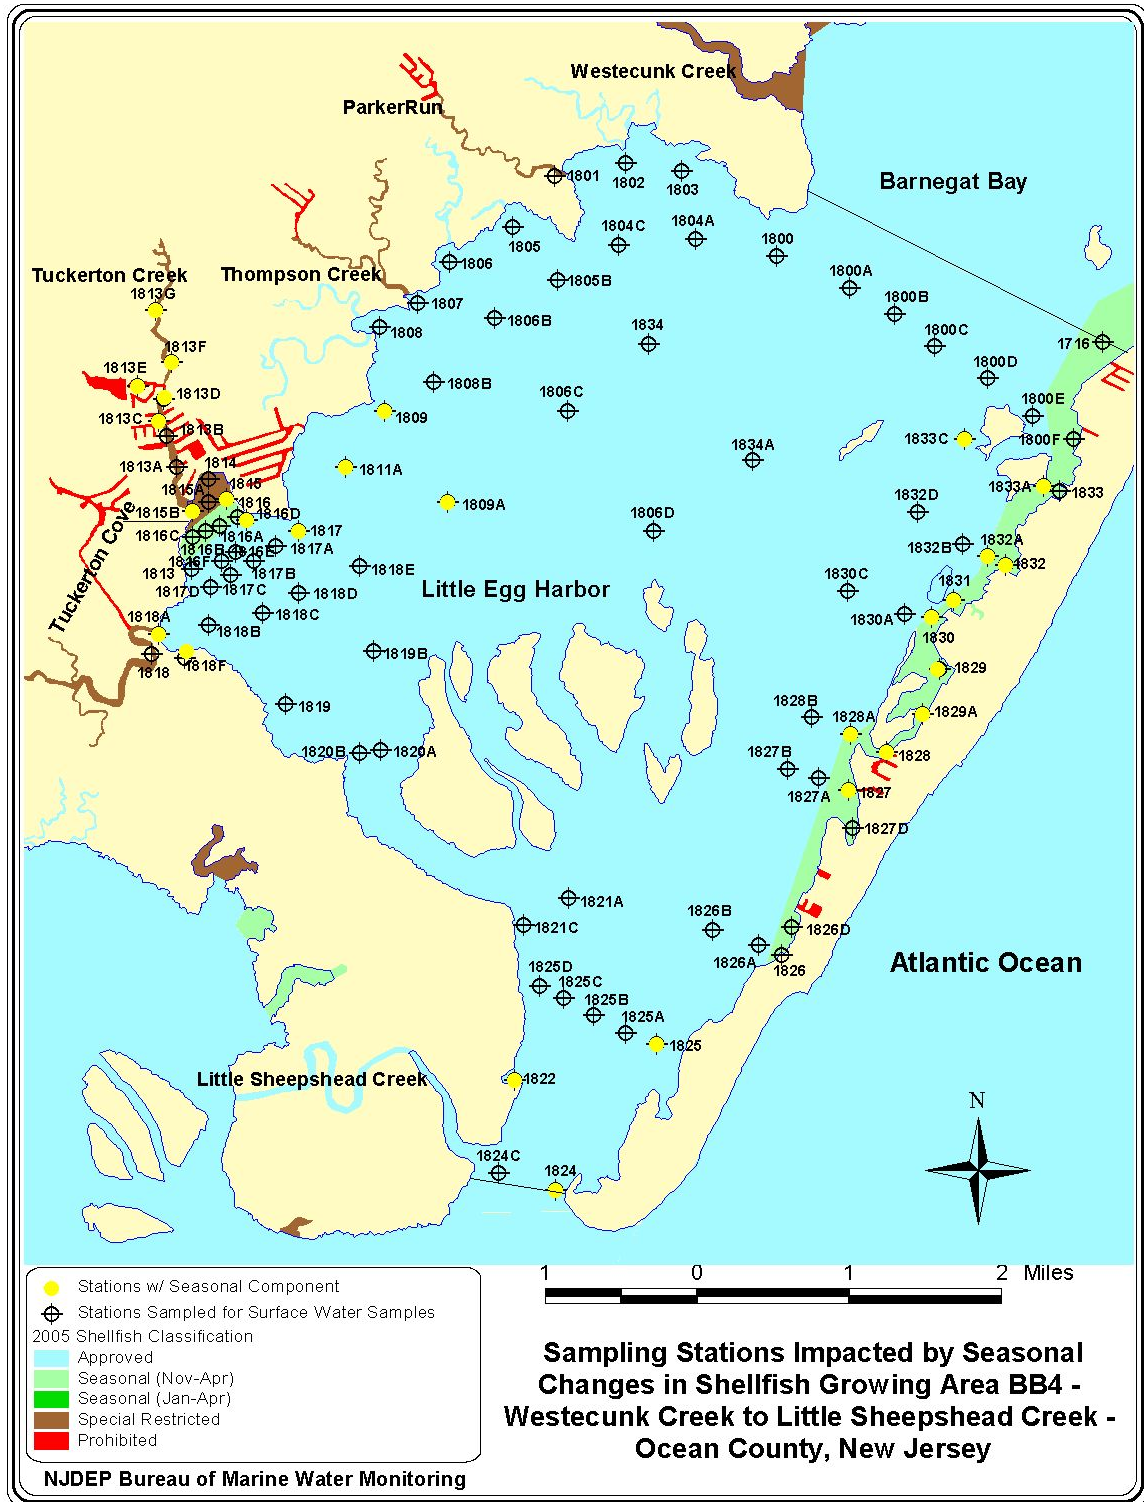 Westecunk Creek
ParkerRun
1801
1802
1803
Barnegat Bay
1804C
1804A
1805
1800
1806
1805B
1800A
Tuckerton Creek
Thompson Creek
1813G
1807
1806B
1800B
1808
1834
1800C
1716
1813F
1813E
1808B
1800D
1813D
1806C
1800E
1813C
1809
1813B
1833C
1800F
1834A
1813A
1814
1811A
1815A
1815
1833A
1833
1816
1809A
1815B
1816D
1832D
1806D
1816C
1816A
1817
1832B
1832A
1816B
1816E
1817A
1816F
1832
1813
1817B
1818E
1830C
1831
1817D
1817C
1818D
Little Egg Harbor
Tuckerton Cove
1818A
1818C
1830A
1818B
1830
1819B
1818
1818F
1829
1828B
1829A
1819
1828A
1820B
1820A
1827B
1828
1827A
1827
1827D
1821A
1826B
1821C
1826D
1826A
1826
Atlantic Ocean
1825D
1825C
1825B
1825A
1825
Little Sheepshead Creek
1822
N
1824C
1824
1 0 1 2 Miles
Stations w/ Seasonal Component
Stations Sampled for Surface Water Samples
2005 Shellfish Classification
Approved
Seasonal (Nov-Apr)
Seasonal (Jan-Apr)
Special Restricted
Prohibited
Sampling Stations Impacted by Seasonal
Changes in Shellfish Growing Area BB4 -
Westecunk Creek to Little Sheepshead Creek -
Ocean County, New Jersey
NJDEP Bureau of Marine Water Monitoring